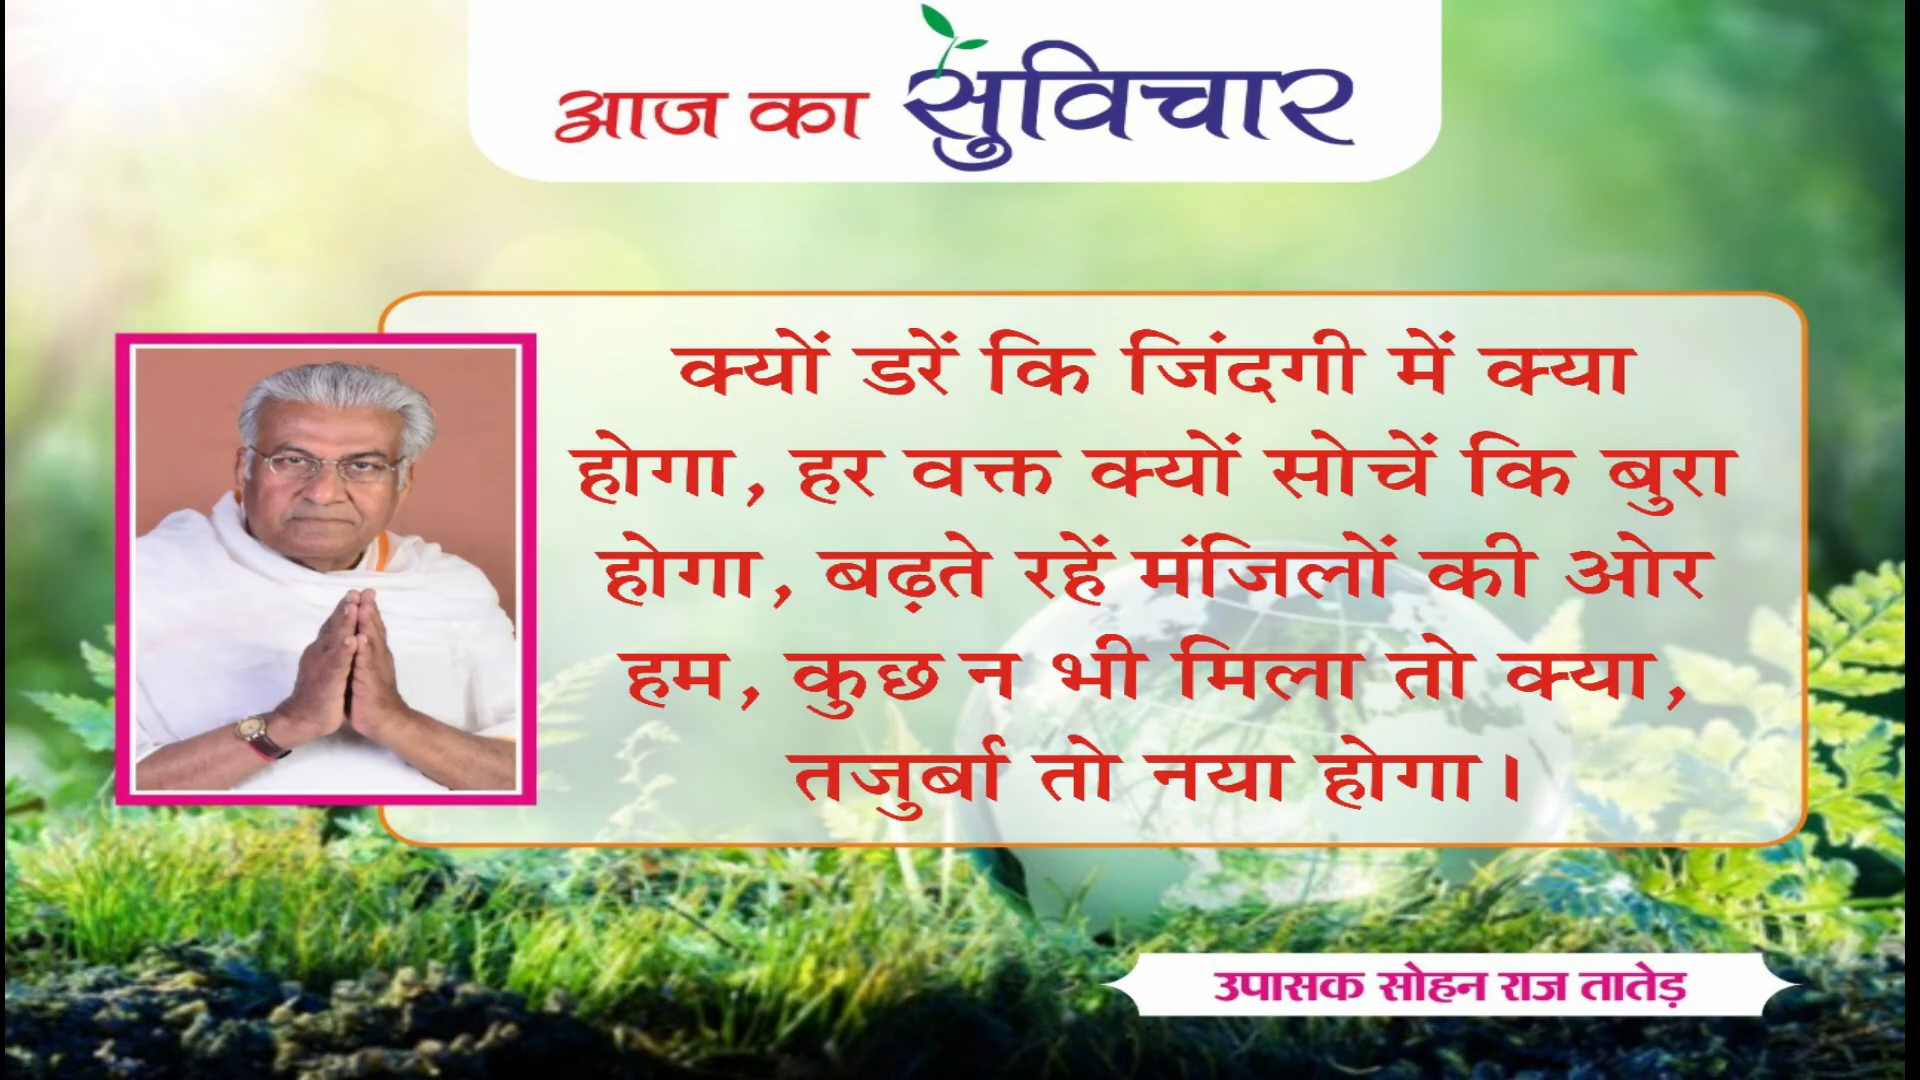 आज का सुविचार
क्यों डरें कि जिंदगी में क्या
होगा, हर वक्त क्यों सोचें कि बुरा
होगा, बढ़ते रहें मंजिलों की ओर
हम, कुछ न भी मिला तो क्या,
तजुर्बा तो नया होगा।
उपासक सोहन राज तातेड़